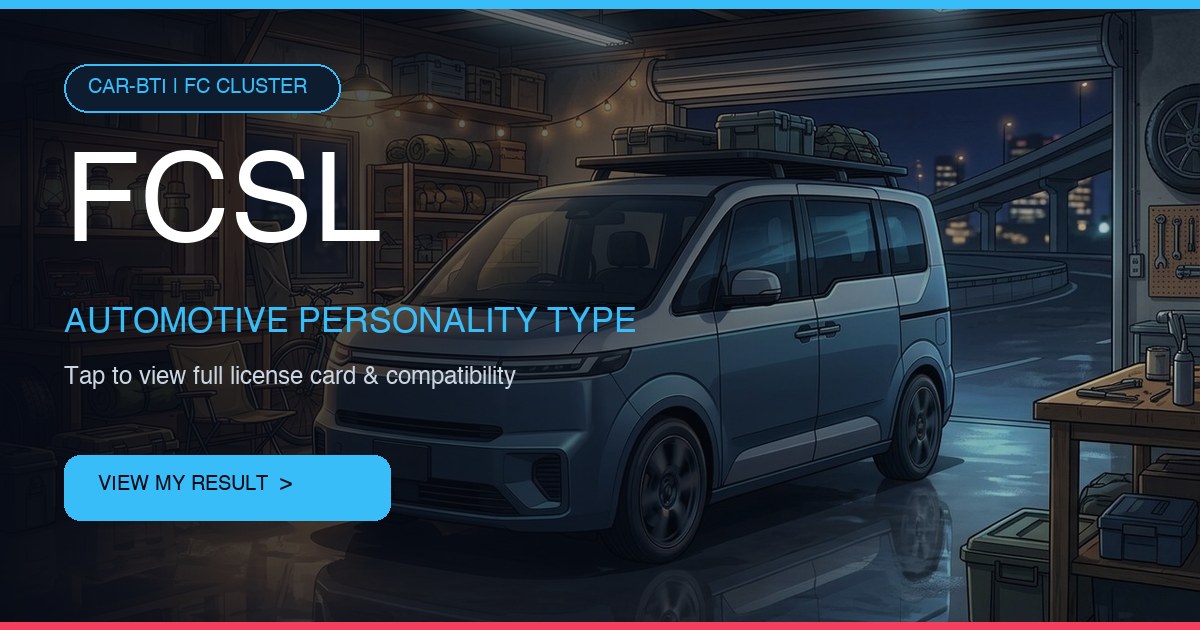 CAR-BTI | FC CLUSTER
FCSL
AUTOMOTIVE PERSONALITY TYPE
Tap to view full license card & compatibility
VIEW MY RESULT >